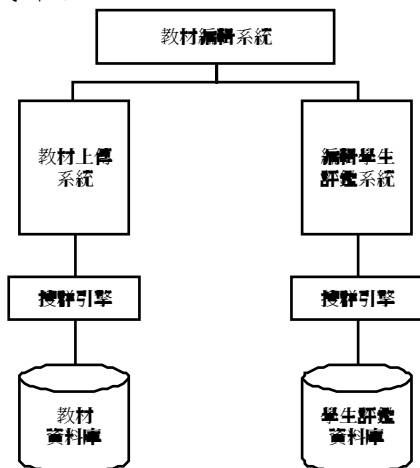 教材編輯系統
教材上傳
系統
編輯學生
評鑑系統
搜尋引擎
搜尋引擎
教材
資料庫
學生評鑑
資料庫